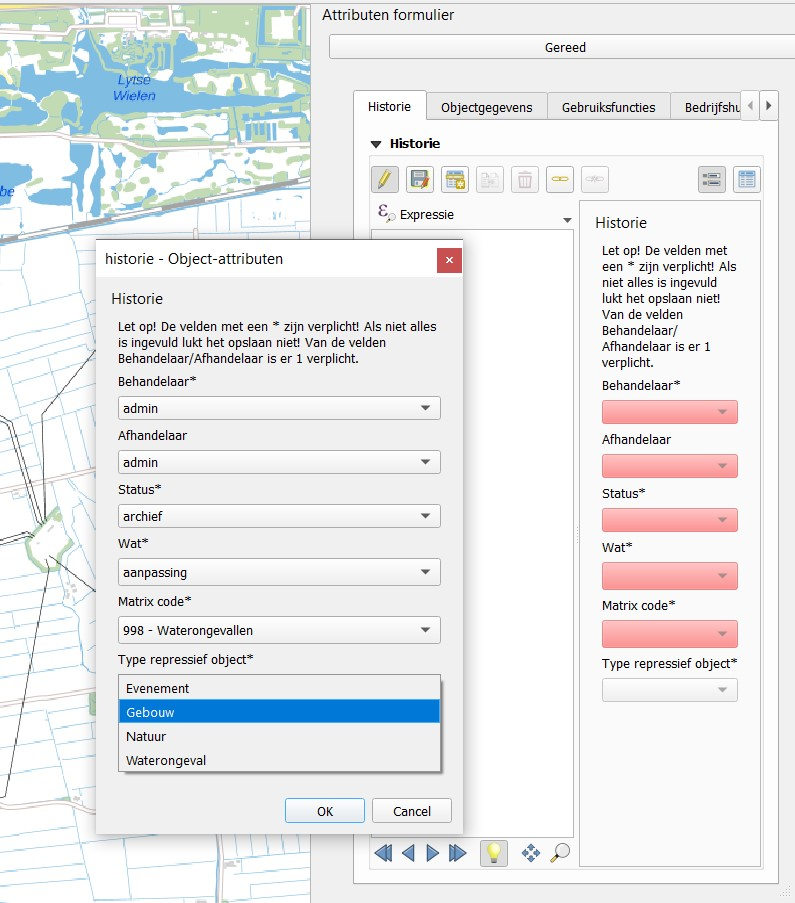 Attributen formulier
Gereed
Lytse
Wielen
Historie
Objectgegevens
Gebruiksfuncties
Bedrijfshu
Historie
be
Expressie
historie - Object-attributen
Historie
Let op! De velden met een * zijn verplicht! Als niet alles
is ingevuld lukt het opslaan niet! Van de velden
Behandelaar/Afhandelaar is er 1 verplicht.
Behandelaar*
admin
Afhandelaar
admin
Status*
archief
Wat*
aanpassing
Matrix code*
998 - Waterongevallen
Type repressief object*
Evenement
Gebouw
Natuur
Waterongeval
OK
Cancel
Historie
Let op! De velden met
een * zijn verplicht! Als
niet alles is ingevuld
lukt het opslaan niet!
Van de velden
Behandelaar/
Afhandelaar is er 1
verplicht.
Behandelaar*
Afhandelaar
Status*
Wat*
Matrix code*
Type repressief object*